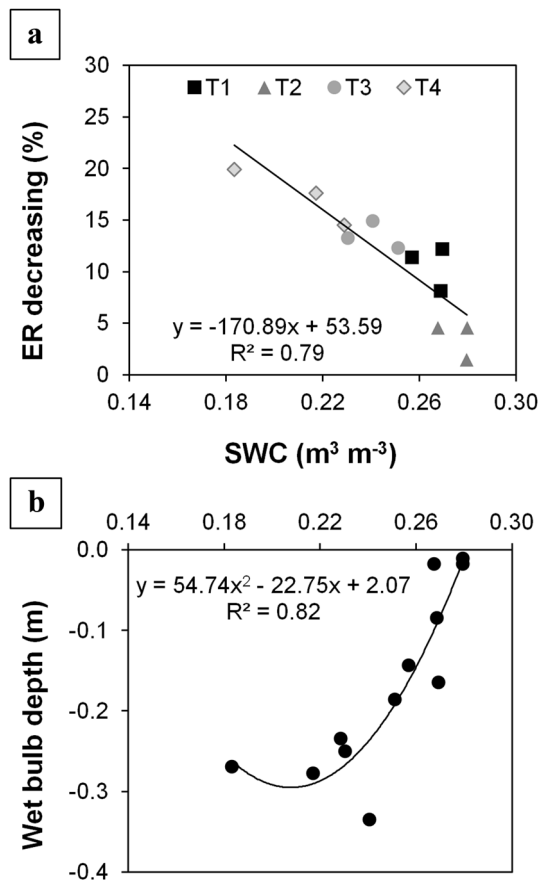 a
30
T1 T2 T3 T4
25
20
15
10
5
0
ER decreasing (%)
y = -170.89x + 53.59
R² = 0.79
0.14 0.18 0.22 0.26 0.30
SWC (m³ m⁻³)
b
0.14 0.18 0.22 0.26 0.30
0.0
-0.1
-0.2
-0.3
-0.4
Wet bulb depth (m)
y = 54.74x² - 22.75x + 2.07
R² = 0.82